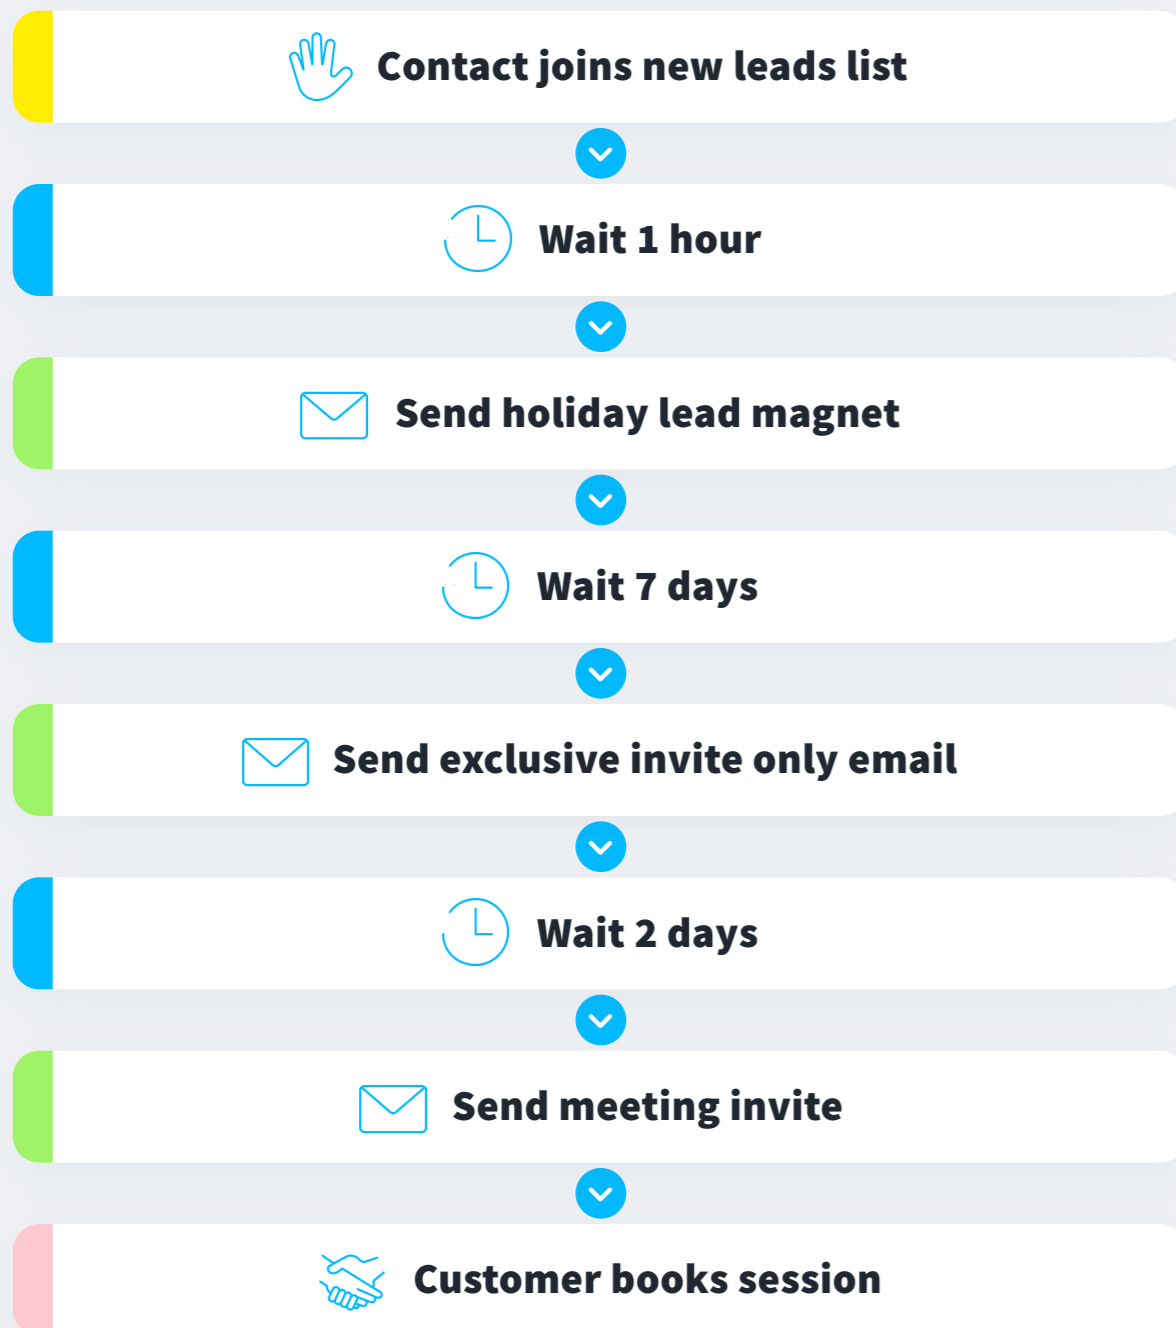 Contact joins new leads list
Wait 1 hour
Send holiday lead magnet
Wait 7 days
Send exclusive invite only email
Wait 2 days
Send meeting invite
Customer books session